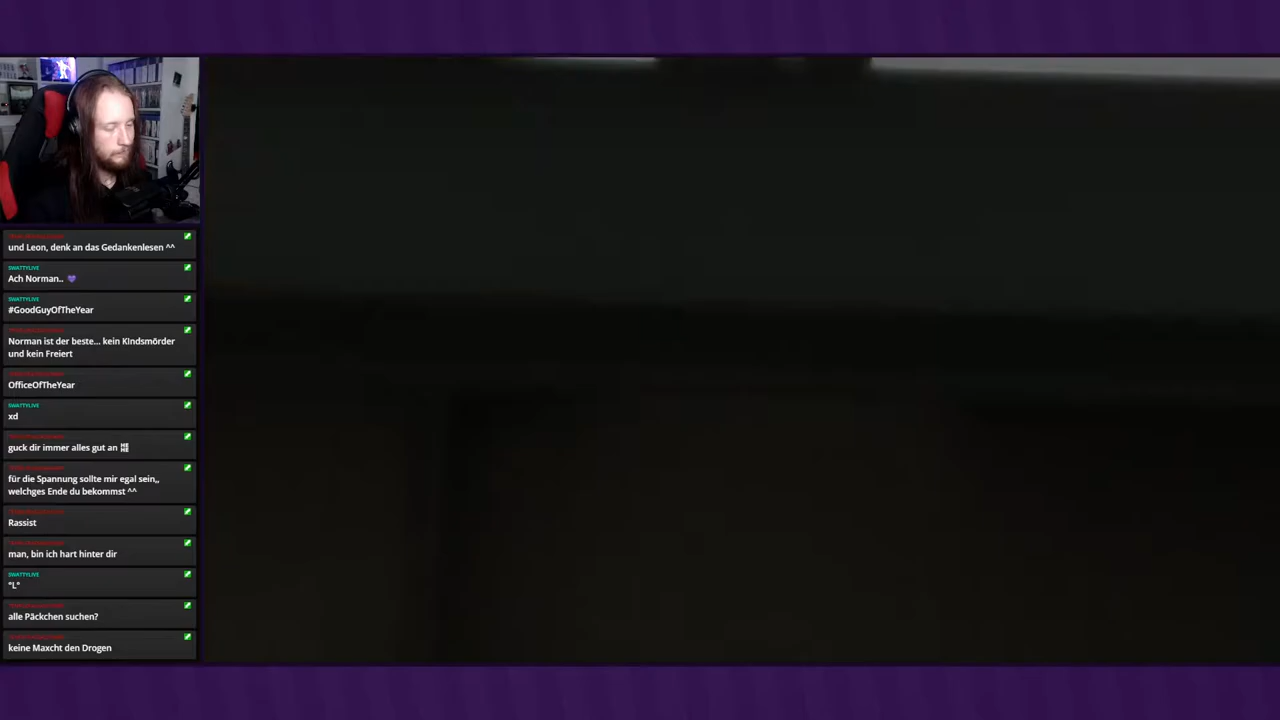 und Leon, denk an das Gedankenlesen ^^
SWATTYLIVE
Ach Norman..
SWATTYLIVE
#GoodGuyOfTheYear
Norman ist der beste... kein KIndsmörder
und kein Freiert
OfficeOfTheYear
SWATTYLIVE
xd
guck dir immer alles gut an
für die Spannung sollte mir egal sein,,
welchges Ende du bekommst ^^
Rassist
man, bin ich hart hinter dir
SWATTYLIVE
°L°
alle Päckchen suchen?
keine Maxcht den Drogen